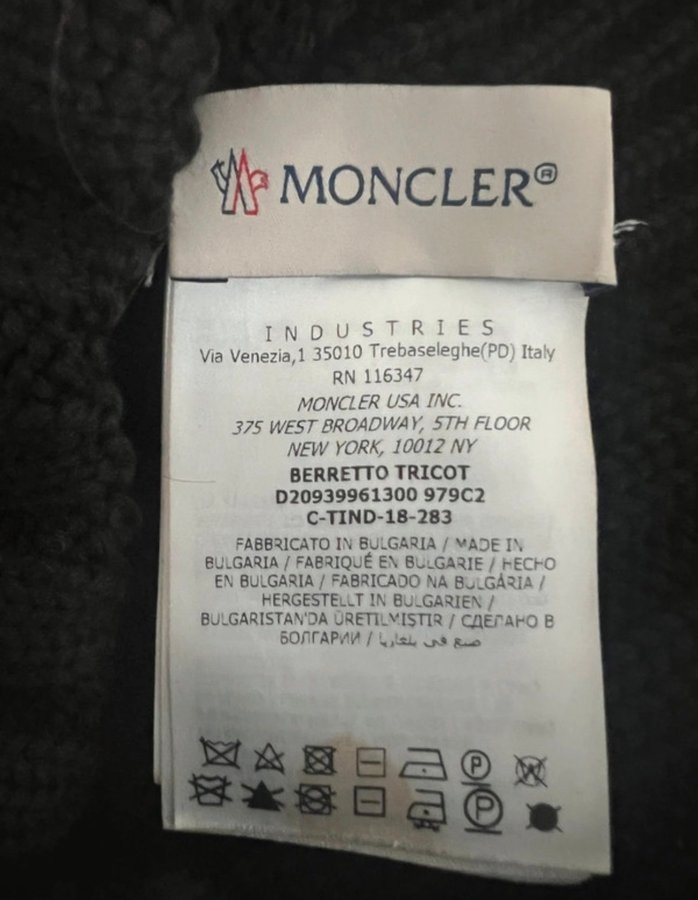 MONCLER®
INDUSTRIES
Via Venezia,1 35010 Trebaseleghe(PD) Italy
RN 116347
MONCLER USA INC.
375 WEST BROADWAY, 5TH FLOOR
NEW YORK, 10012 NY
BERRETTO TRICOT
D20939961300 979C2
C-TIND-18-283
FABBRICATO IN BULGARIA / MADE IN
BULGARIA / FABRIQUÉ EN BULGARIE / HECHO
EN BULGARIA / FABRICADO NA BULGÁRIA /
HERGESTELLT IN BULGARIEN /
BULGARISTAN'DA ÜRETILMISTIR / СДЕЛАНО В
БОЛГАРИИ / صنع في بلغاريا
P W
P